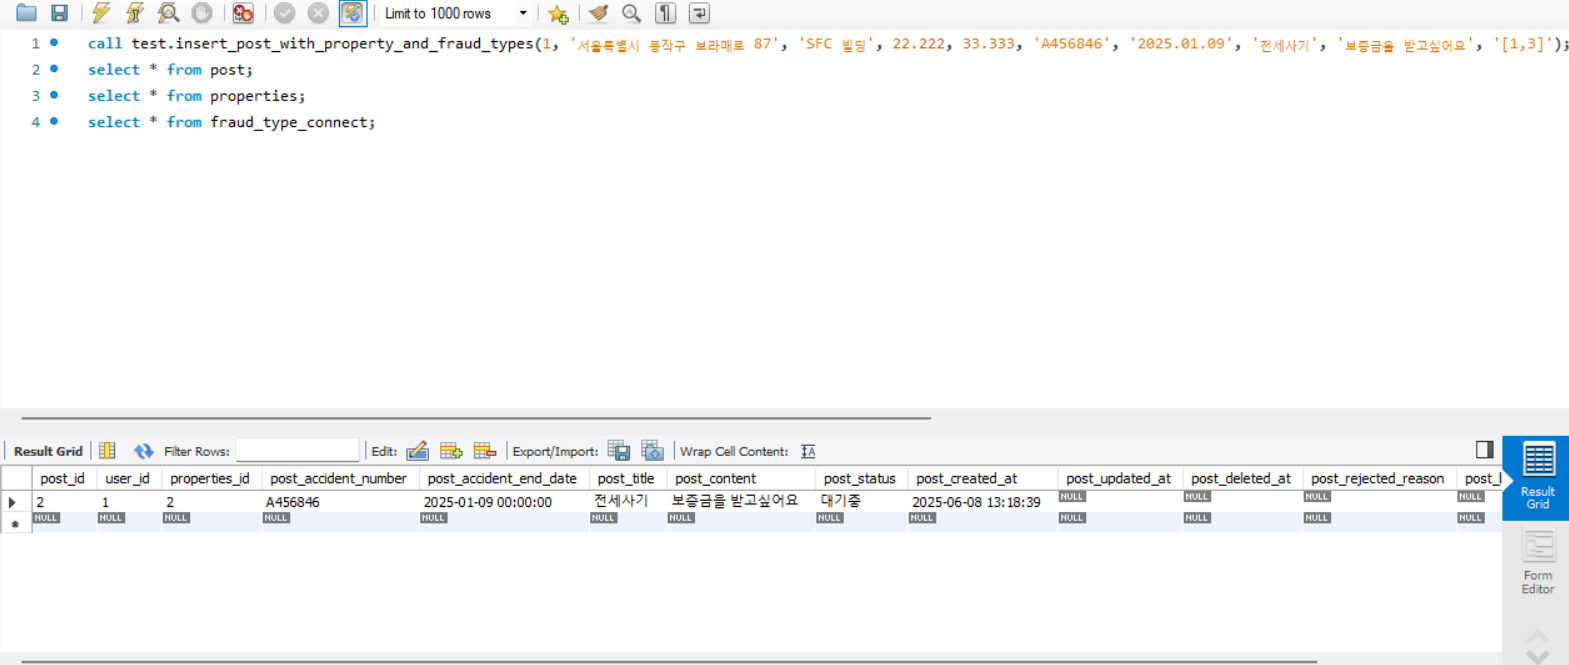 Limit to 1000 rows
1 call test.insert_post_with_property_and_fraud_types(1, '서울특별시 동작구 보라매로 87', 'SFC 빌딩', 22.222, 33.333, 'A456846', '2025.01.09', '전세사기', '보증금을 받고싶어요', '[1,3]');
2 select * from post;
3 select * from properties;
4 select * from fraud_type_connect;
Result Grid Filter Rows: Edit: Export/Import: Wrap Cell Content:
post_id user_id properties_id post_accident_number post_accident_end_date post_title post_content post_status post_created_at post_updated_at post_deleted_at post_rejected_reason
2 1 2 A456846 2025-01-09 00:00:00 전세사기 보증금을 받고싶어요 대기중 2025-06-08 13:18:39 NULL NULL NULL NULL
NULL NULL NULL NULL NULL NULL NULL NULL NULL NULL NULL NULL NULL
Result
Grid
Form
Editor